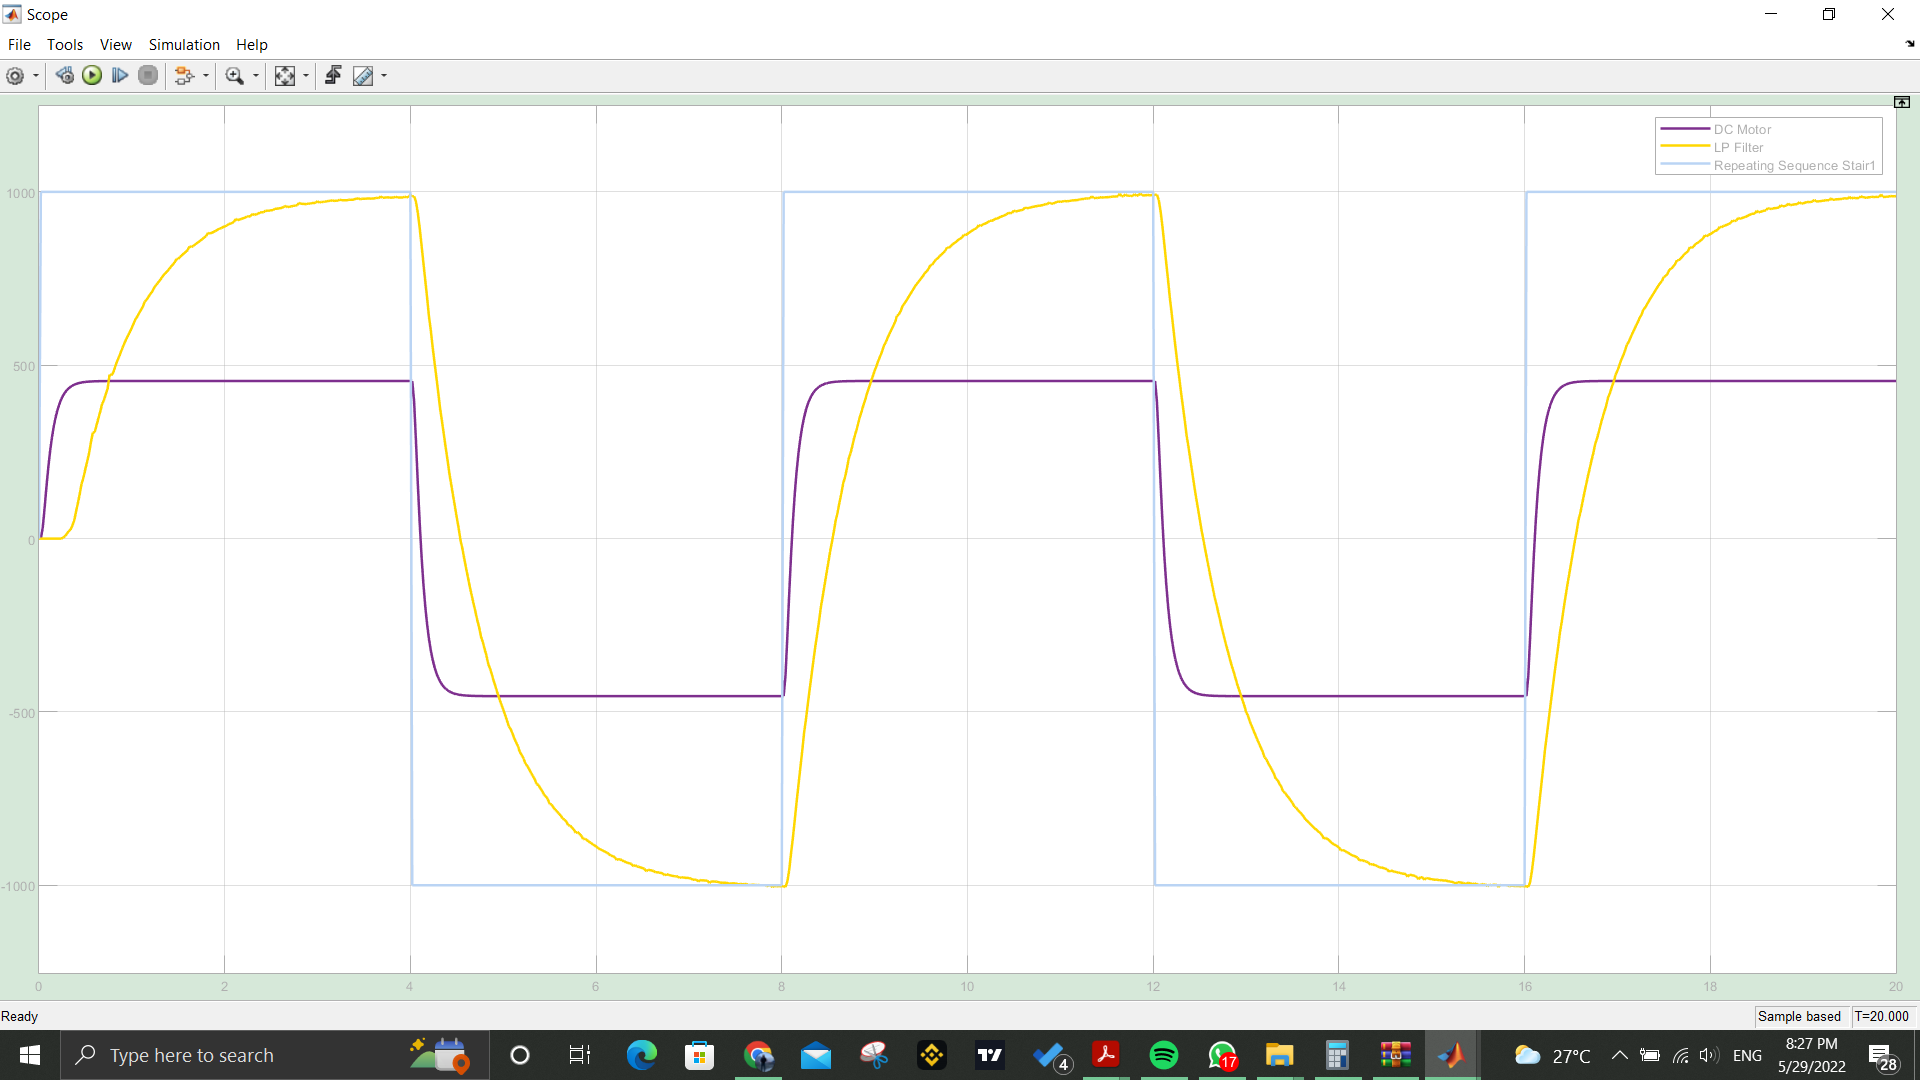 Scope
File Tools View Simulation Help
DC Motor
LP Filter
Repeating Sequence Stair1
1000
500
0
-500
-1000
0 2 4 6 8 10 12 14 16 18 20
Ready
Sample based T=20.000
Type here to search
4
17
27°C
ENG
8:27 PM
5/29/2022
28